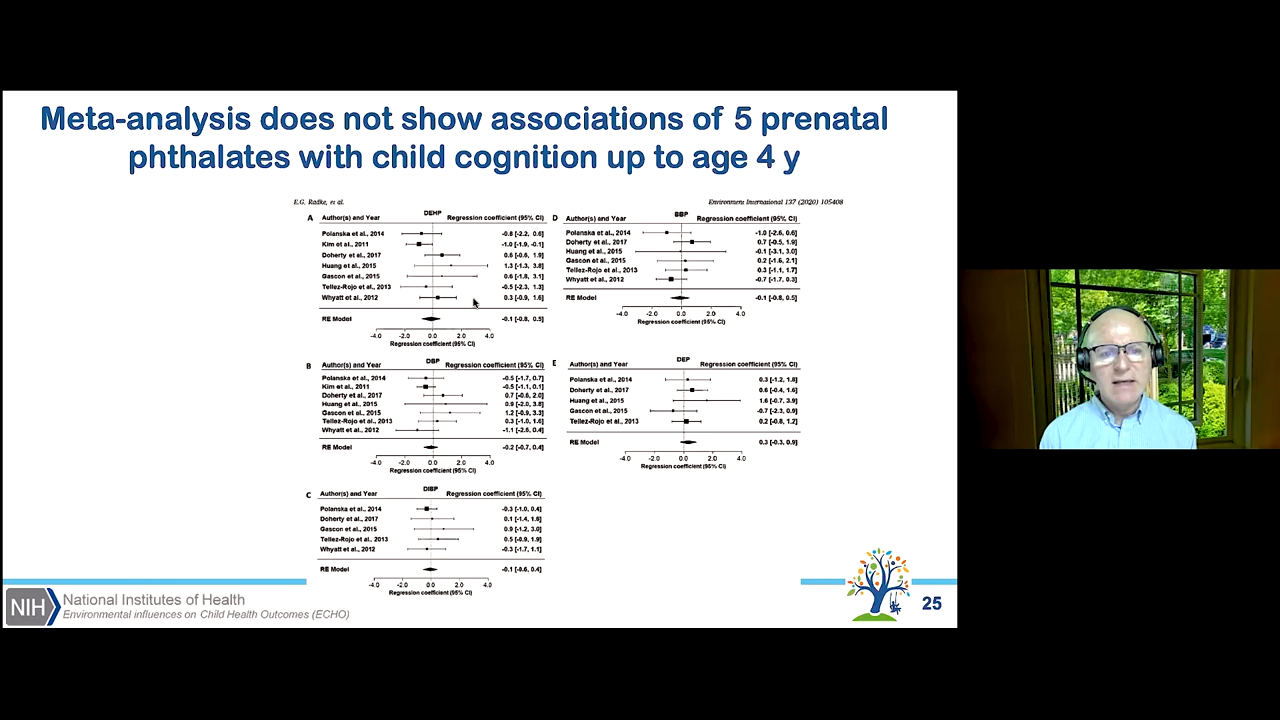 Meta-analysis does not show associations of 5 prenatal
phthalates with child cognition up to age 4 y
E.G. Radke, et al.
Environment International 137 (2020) 105408
A
DEHP
Author(s) and Year Regression coefficient (95% CI)
Polanska et al., 2014 -0.8 [-2.2, 0.6]
Kim et al., 2011 -1.0 [-1.9, -0.1]
Doherty et al., 2017 0.6 [-0.6, 1.9]
Huang et al., 2015 1.3 [-1.3, 3.8]
Gascon et al., 2015 0.6 [-1.8, 3.1]
Tellez-Rojo et al., 2013 -0.5 [-2.3, 1.3]
Whyatt et al., 2012 0.3 [-0.9, 1.6]
RE Model -0.1 [-0.8, 0.5]
-4.0 -2.0 0.0 2.0 4.0
Regression coefficient (95% CI)
B
DBP
Author(s) and Year Regression coefficient (95% CI)
Polanska et al., 2014 -0.5 [-1.7, 0.7]
Kim et al., 2011 -0.5 [-1.1, 0.1]
Doherty et al., 2017 0.7 [-0.6, 2.0]
Huang et al., 2015 0.9 [-2.0, 3.8]
Gascon et al., 2015 1.2 [-0.9, 3.3]
Tellez-Rojo et al., 2013 0.3 [-1.0, 1.6]
Whyatt et al., 2012 -1.1 [-2.6, 0.4]
RE Model -0.2 [-0.7, 0.4]
-4.0 -2.0 0.0 2.0 4.0
Regression coefficient (95% CI)
C
DIBP
Author(s) and Year Regression coefficient (95% CI)
Polanska et al., 2014 -0.3 [-1.0, 0.4]
Doherty et al., 2017 0.1 [-1.4, 1.6]
Gascon et al., 2015 0.9 [-1.2, 3.0]
Tellez-Rojo et al., 2013 0.5 [-0.9, 1.9]
Whyatt et al., 2012 -0.3 [-1.7, 1.1]
RE Model -0.1 [-0.6, 0.4]
-4.0 -2.0 0.0 2.0 4.0
Regression coefficient (95% CI)
D
BBP
Author(s) and Year Regression coefficient (95% CI)
Polanska et al., 2014 -1.0 [-2.6, 0.6]
Doherty et al., 2017 0.7 [-0.5, 1.9]
Huang et al., 2015 -0.1 [-3.1, 3.0]
Gascon et al., 2015 0.2 [-1.6, 2.1]
Tellez-Rojo et al., 2013 0.3 [-1.1, 1.7]
Whyatt et al., 2012 -0.7 [-1.7, 0.3]
RE Model -0.1 [-0.8, 0.5]
-4.0 -2.0 0.0 2.0 4.0
Regression coefficient (95% CI)
E
DEP
Author(s) and Year Regression coefficient (95% CI)
Polanska et al., 2014 0.3 [-1.2, 1.8]
Doherty et al., 2017 0.6 [-0.4, 1.6]
Huang et al., 2015 1.6 [-0.7, 3.9]
Gascon et al., 2015 -0.7 [-2.3, 0.9]
Tellez-Rojo et al., 2013 0.2 [-0.8, 1.2]
RE Model 0.3 [-0.3, 0.9]
-4.0 -2.0 0.0 2.0 4.0
Regression coefficient (95% CI)
NIH
National Institutes of Health
Environmental influences on Child Health Outcomes (ECHO)
25